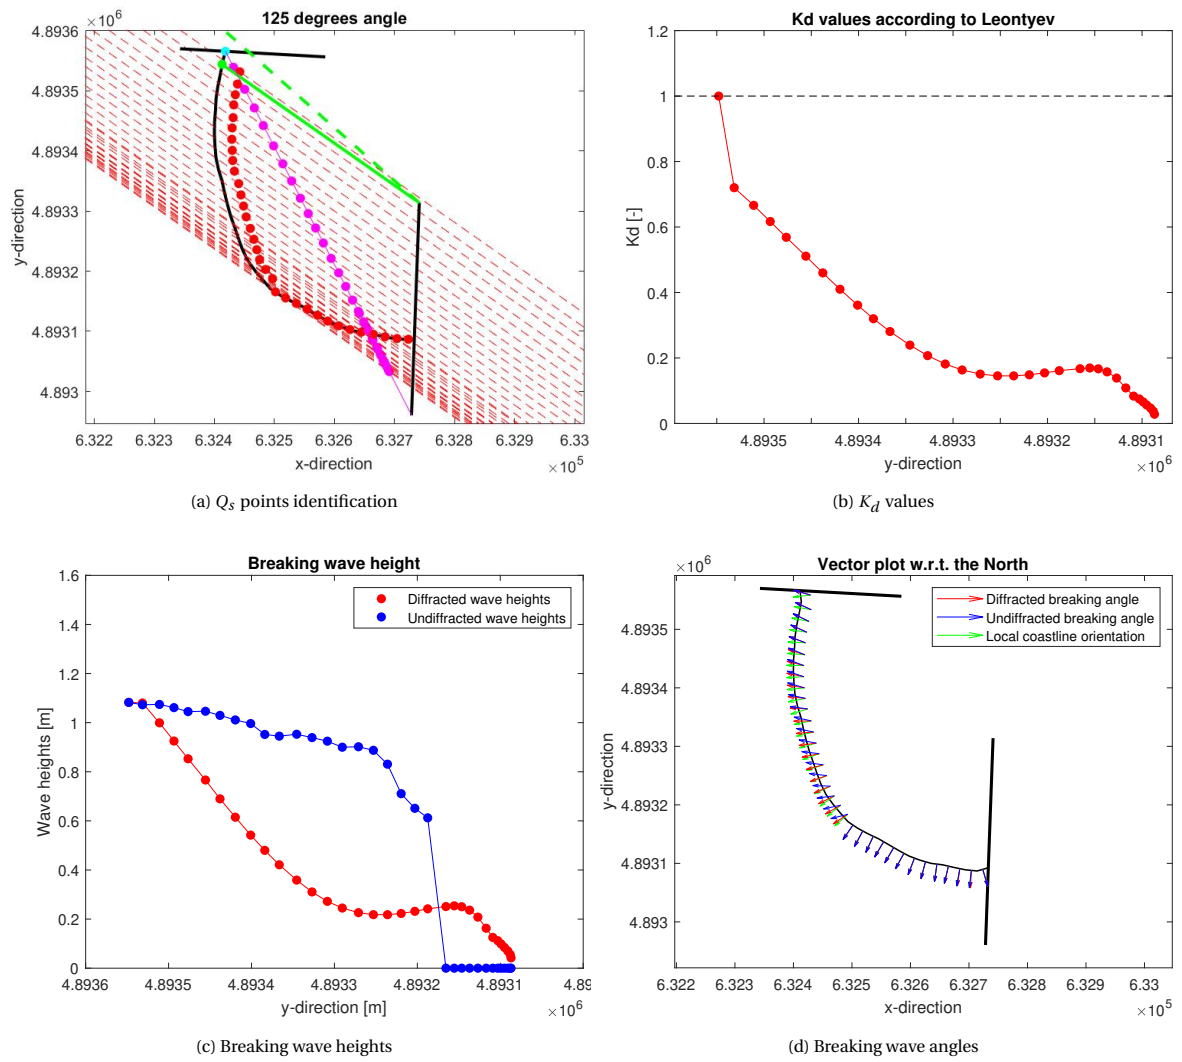 125 degrees angle
×10^6
4.8936
4.8935
4.8934
4.8933
4.8932
4.8931
4.893
y-direction
6.322 6.323 6.324 6.325 6.326 6.327 6.328 6.329 6.33
x-direction
×10^5
(a) Q_s points identification
Kd values according to Leontyev
1.2
1
0.8
0.6
0.4
0.2
0
Kd [-]
4.8935 4.8934 4.8933 4.8932 4.8931
y-direction
×10^6
(b) K_d values
Breaking wave height
1.6
1.4
1.2
1
0.8
0.6
0.4
0.2
0
Wave heights [m]
Diffracted wave heights
Undiffracted wave heights
4.8936 4.8935 4.8934 4.8933 4.8932 4.8931 4.89
y-direction [m]
×10^6
(c) Breaking wave heights
Vector plot w.r.t. the North
×10^6
4.8935
4.8934
4.8933
4.8932
4.8931
4.893
y-direction
Diffracted breaking angle
Undiffracted breaking angle
Local coastline orientation
6.322 6.323 6.324 6.325 6.326 6.327 6.328 6.329 6.33
x-direction
×10^5
(d) Breaking wave angles